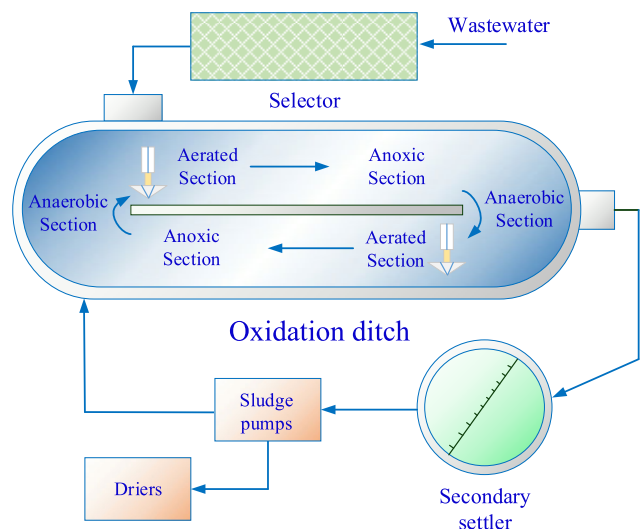 Wastewater
Selector
Aerated
Section
Anoxic
Section
Anaerobic
Section
Anaerobic
Section
Anoxic
Section
Aerated
Section
Oxidation ditch
Sludge
pumps
Driers
Secondary
settler